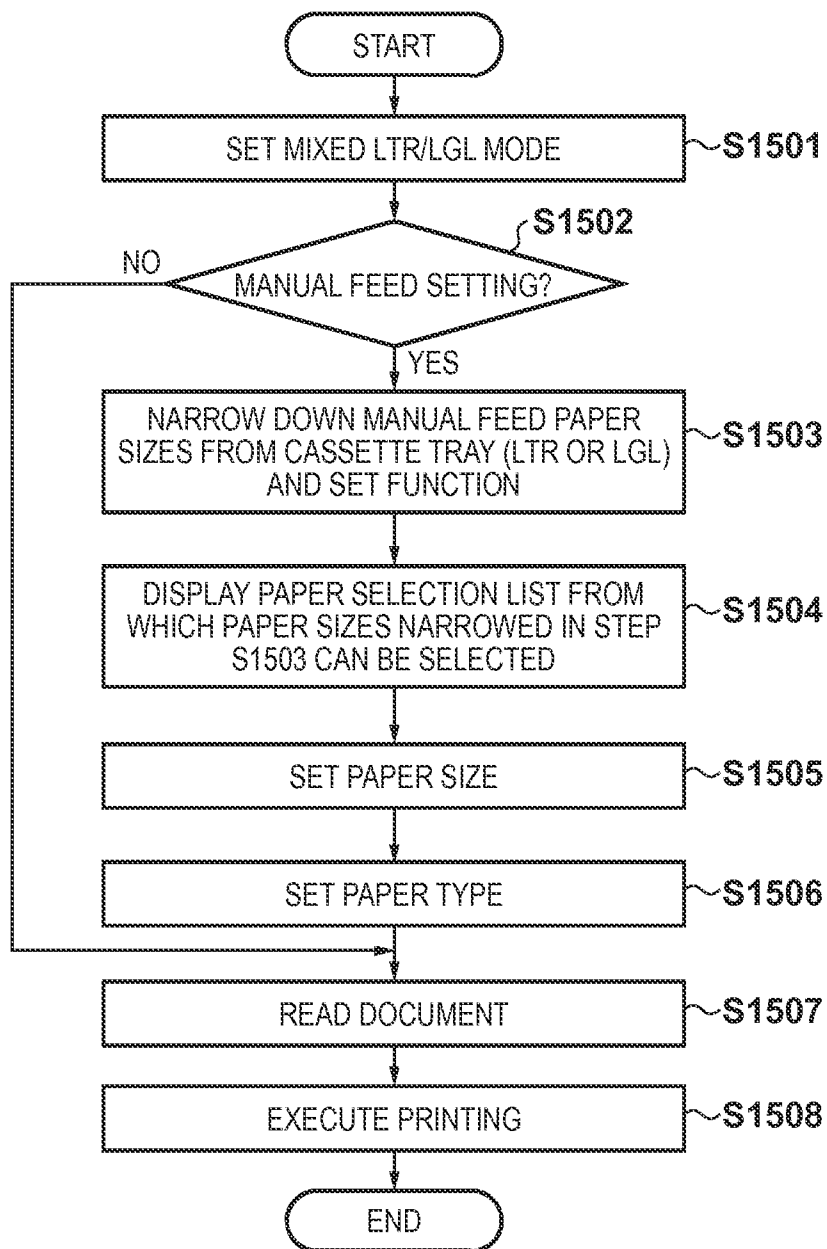 START
SET MIXED LTR/LGL MODE
S1501
S1502
NO
MANUAL FEED SETTING?
YES
NARROW DOWN MANUAL FEED PAPER
SIZES FROM CASSETTE TRAY (LTR OR LGL)
AND SET FUNCTION
S1503
DISPLAY PAPER SELECTION LIST FROM
WHICH PAPER SIZES NARROWED IN STEP
S1503 CAN BE SELECTED
S1504
SET PAPER SIZE
S1505
SET PAPER TYPE
S1506
READ DOCUMENT
S1507
EXECUTE PRINTING
S1508
END